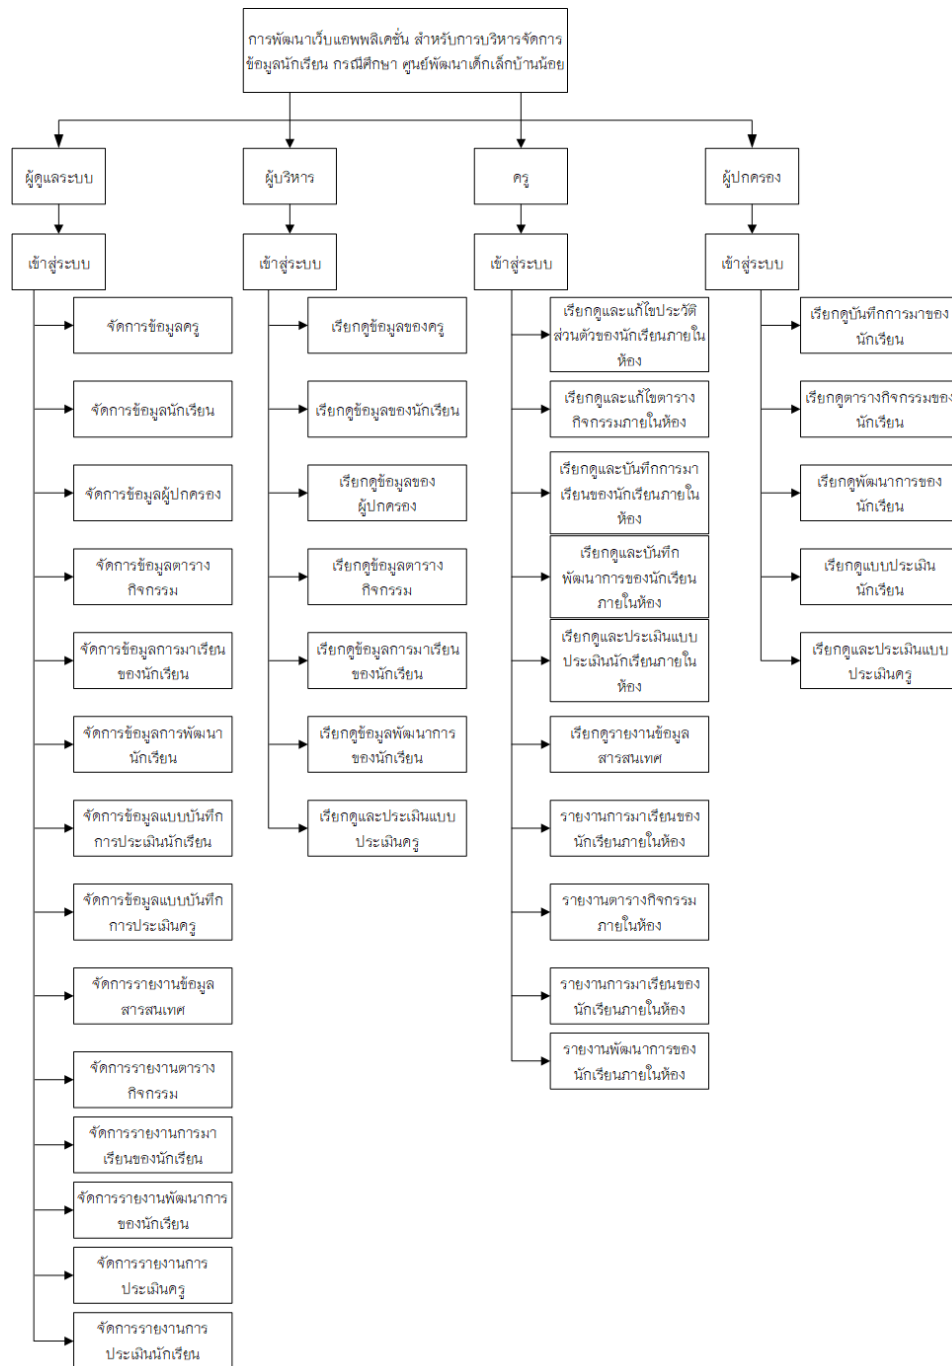 การพัฒนาเว็บแอพพลิเคชั่น สำหรับการบริหารจัดการ
ข้อมูลนักเรียน กรณีศึกษา ศูนย์พัฒนาเด็กเล็กบ้านน้อย
ผู้ดูแลระบบ
ผู้บริหาร
ครู
ผู้ปกครอง
เข้าสู่ระบบ
เข้าสู่ระบบ
เข้าสู่ระบบ
เข้าสู่ระบบ
จัดการข้อมูลครู
จัดการข้อมูลนักเรียน
จัดการข้อมูลผู้ปกครอง
จัดการข้อมูลตาราง
กิจกรรม
จัดการข้อมูลการมาเรียน
ของนักเรียน
จัดการข้อมูลการพัฒนา
นักเรียน
จัดการข้อมูลแบบบันทึก
การประเมินนักเรียน
จัดการข้อมูลแบบบันทึก
การประเมินครู
จัดการรายงานข้อมูล
สารสนเทศ
จัดการรายงานตาราง
กิจกรรม
จัดการรายงานการมา
เรียนของนักเรียน
จัดการรายงานพัฒนาการ
ของนักเรียน
จัดการรายงานการ
ประเมินครู
จัดการรายงานการ
ประเมินนักเรียน
เรียกดูข้อมูลของครู
เรียกดูข้อมูลของนักเรียน
เรียกดูข้อมูลของ
ผู้ปกครอง
เรียกดูข้อมูลตาราง
กิจกรรม
เรียกดูข้อมูลการมาเรียน
ของนักเรียน
เรียกดูข้อมูลพัฒนาการ
ของนักเรียน
เรียกดูและประเมินแบบ
ประเมินครู
เรียกดูและแก้ไขประวัติ
ส่วนตัวของนักเรียนภายใน
ห้อง
เรียกดูและแก้ไขตาราง
กิจกรรมภายในห้อง
เรียกดูและบันทึกการมา
เรียนของนักเรียนภายใน
ห้อง
เรียกดูและบันทึก
พัฒนาการของนักเรียน
ภายในห้อง
เรียกดูและประเมินแบบ
ประเมินนักเรียนภายใน
ห้อง
เรียกดูรายงานข้อมูล
สารสนเทศ
รายงานการมาเรียนของ
นักเรียนภายในห้อง
รายงานตารางกิจกรรม
ภายในห้อง
รายงานการมาเรียนของ
นักเรียนภายในห้อง
รายงานพัฒนาการของ
นักเรียนภายในห้อง
เรียกดูบันทึกการมาของ
นักเรียน
เรียกดูตารางกิจกรรมของ
นักเรียน
เรียกดูพัฒนาการของ
นักเรียน
เรียกดูแบบประเมิน
นักเรียน
เรียกดูและประเมินแบบ
ประเมินครู